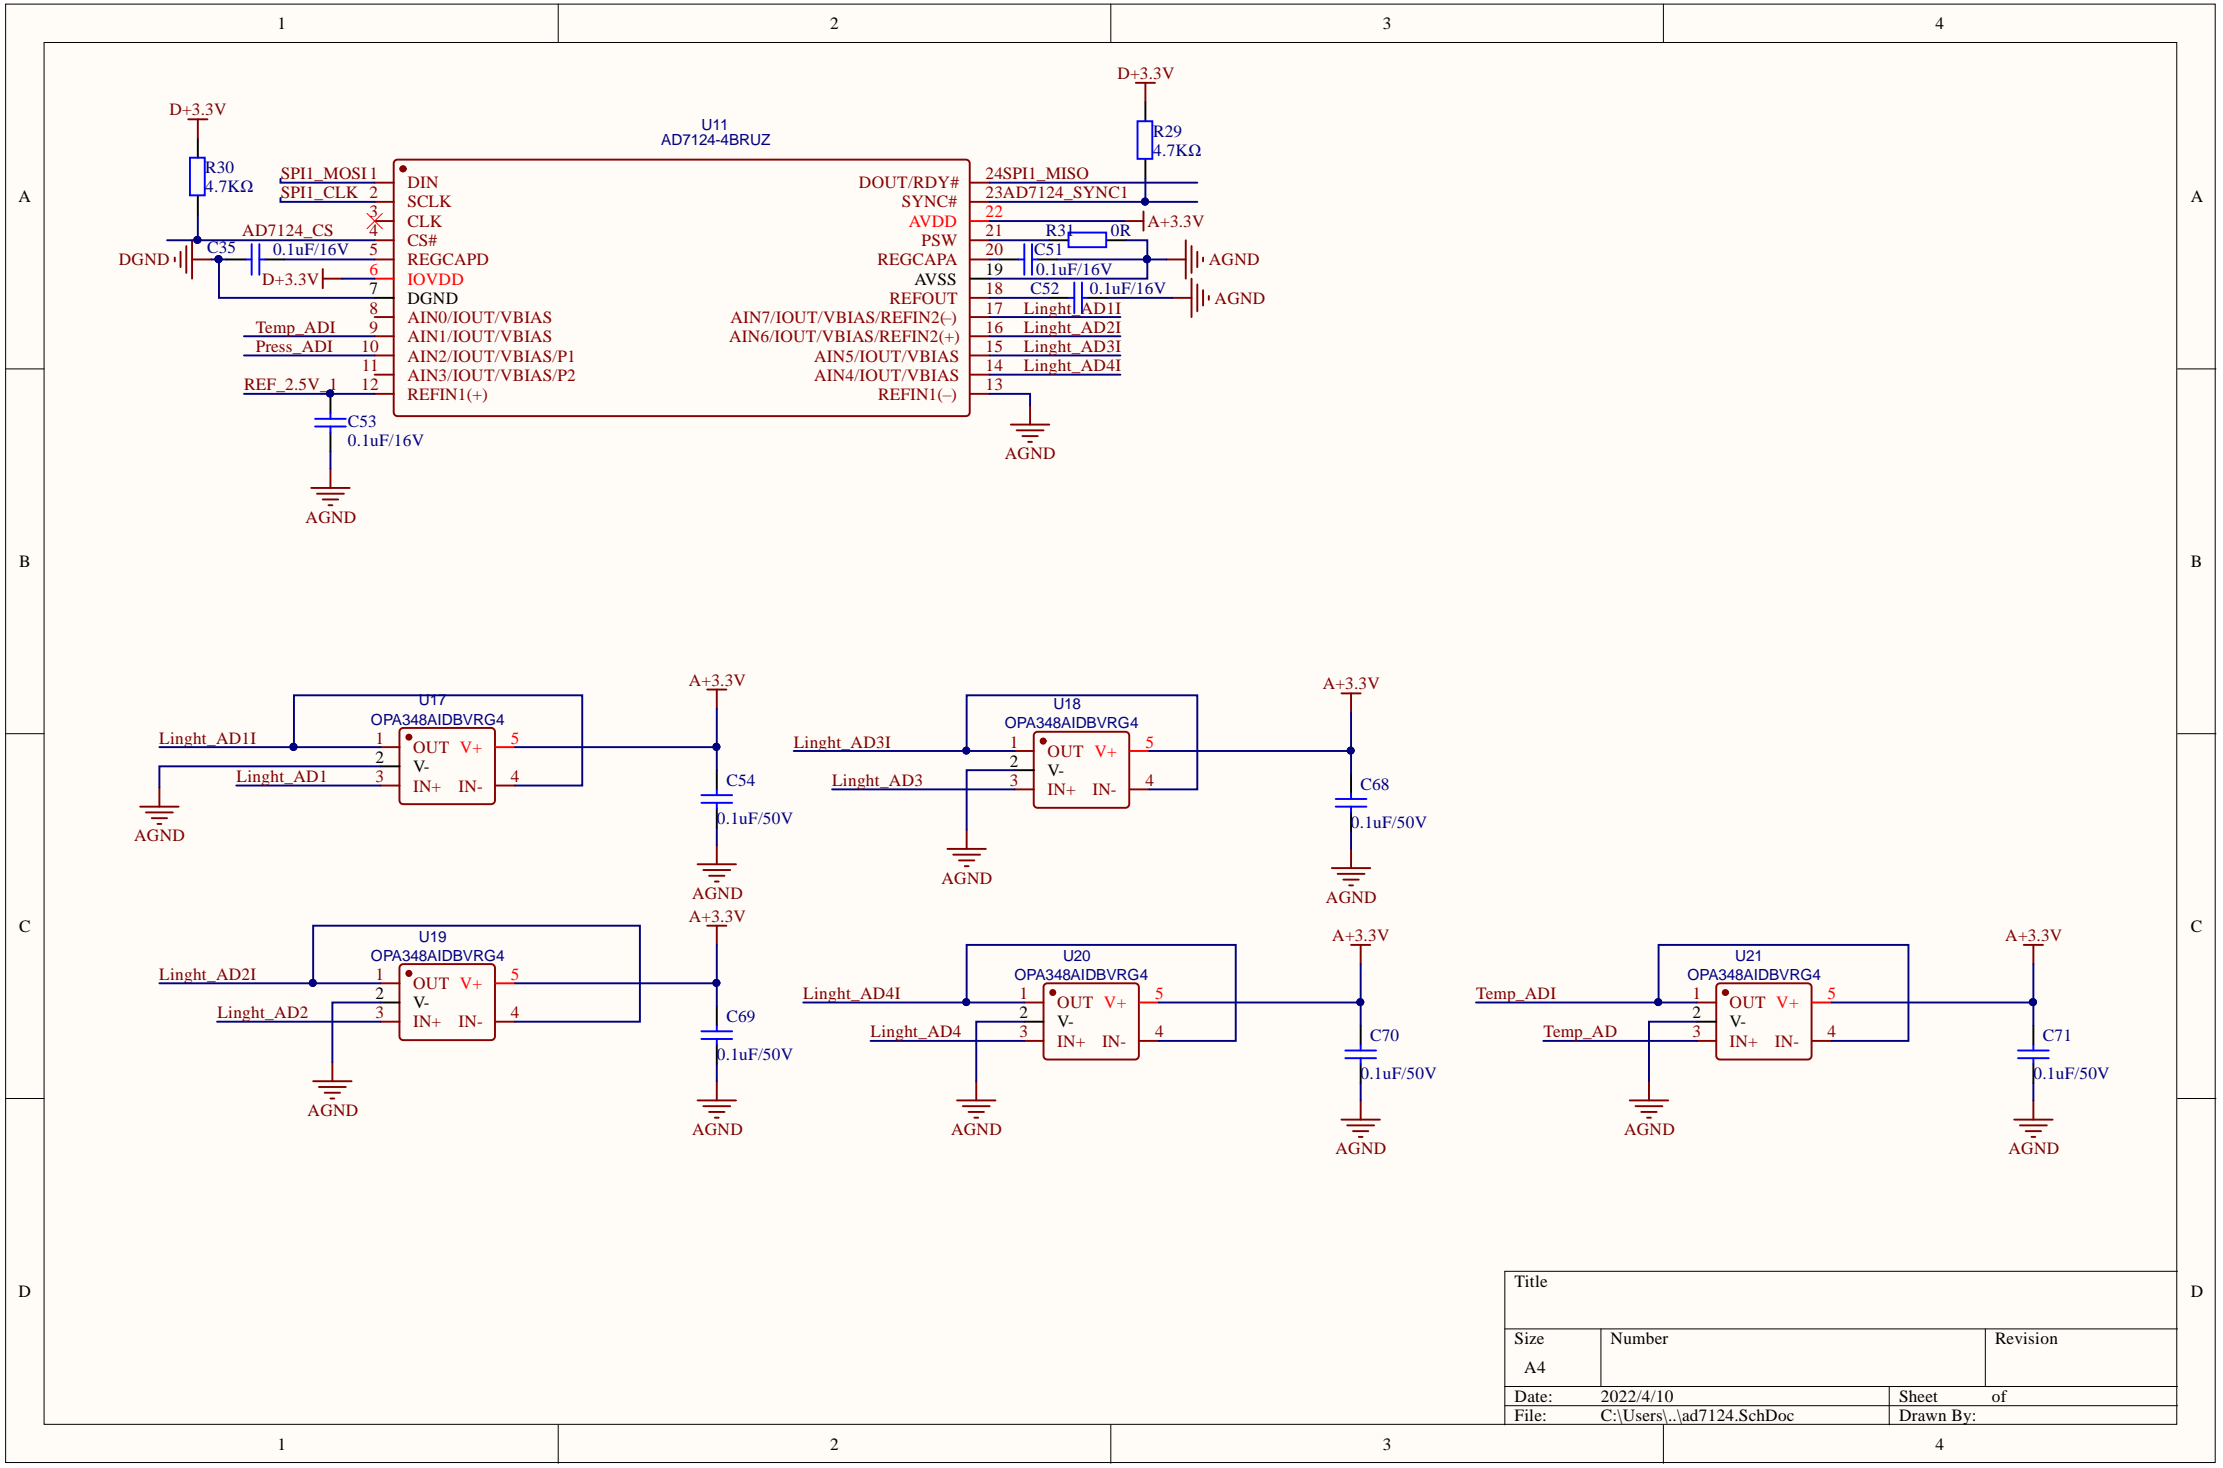 1 2 3 4
A
B
C
D
A
B
C
D
D+3.3V
R30
4.7KΩ
U11
AD7124-4BRUZ
D+3.3V
R29
4.7KΩ
SPI1_MOSI 1 DIN
SPI1_CLK 2 SCLK
3 CLK
AD7124_CS 4 CS#
DGND C35 0.1uF/16V 5 REGCAPD
D+3.3V 6 IOVDD
7 DGND
8 AIN0/IOUT/VBIAS
Temp_ADI 9 AIN1/IOUT/VBIAS
Press_ADI 10 AIN2/IOUT/VBIAS/P1
11 AIN3/IOUT/VBIAS/P2
REF_2.5V_1 12 REFIN1(+)
DOUT/RDY# 24 SPI1_MISO
SYNC# 23 AD7124_SYNC1
AVDD 22 A+3.3V
PSW 21 R31 0R
REGCAPA 20 C51 0.1uF/16V AGND
AVSS 19
REFOUT 18 C52 0.1uF/16V AGND
AIN7/IOUT/VBIAS/REFIN2(–) 17 Linght_AD1I
AIN6/IOUT/VBIAS/REFIN2(+) 16 Linght_AD2I
AIN5/IOUT/VBIAS 15 Linght_AD3I
AIN4/IOUT/VBIAS 14 Linght_AD4I
REFIN1(–) 13
AGND
C53
0.1uF/16V
AGND
U17
OPA348AIDBVRG4
Linght_AD1I 1 OUT V+ 5
2 V-
Linght_AD1 3 IN+ IN- 4
AGND
A+3.3V
C54
0.1uF/50V
AGND
U18
OPA348AIDBVRG4
Linght_AD3I 1 OUT V+ 5
2 V-
Linght_AD3 3 IN+ IN- 4
AGND
A+3.3V
C68
0.1uF/50V
AGND
U19
OPA348AIDBVRG4
Linght_AD2I 1 OUT V+ 5
2 V-
Linght_AD2 3 IN+ IN- 4
AGND
A+3.3V
C69
0.1uF/50V
AGND
U20
OPA348AIDBVRG4
Linght_AD4I 1 OUT V+ 5
2 V-
Linght_AD4 3 IN+ IN- 4
AGND
A+3.3V
C70
0.1uF/50V
AGND
U21
OPA348AIDBVRG4
Temp_ADI 1 OUT V+ 5
2 V-
Temp_AD 3 IN+ IN- 4
AGND
A+3.3V
C71
0.1uF/50V
AGND
Title
Size Number Revision
A4
Date: 2022/4/10 Sheet of
File: C:\Users\..\ad7124.SchDoc Drawn By:
1 2 3 4